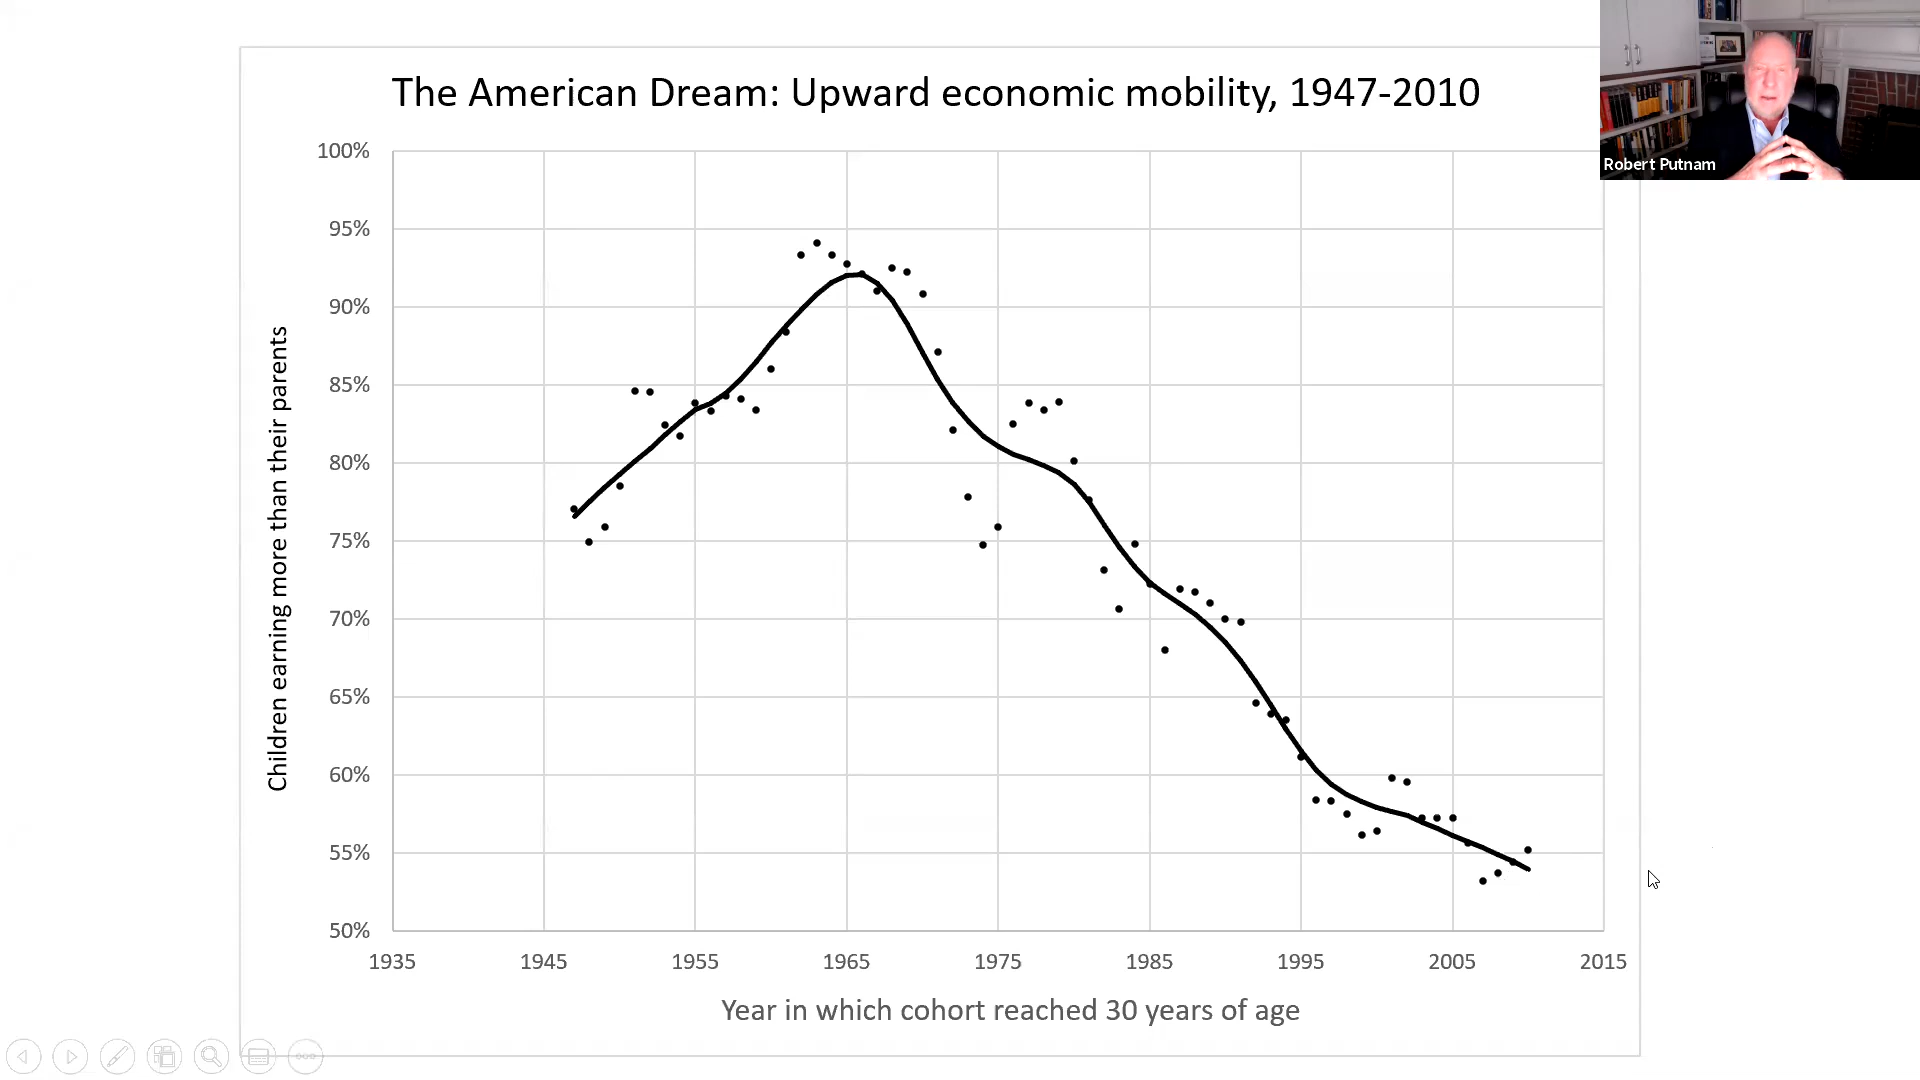 The American Dream: Upward economic mobility, 1947-2010
Robert Putnam
Children earning more than their parents
100%
95%
90%
85%
80%
75%
70%
65%
60%
55%
50%
1935 1945 1955 1965 1975 1985 1995 2005 2015
Year in which cohort reached 30 years of age